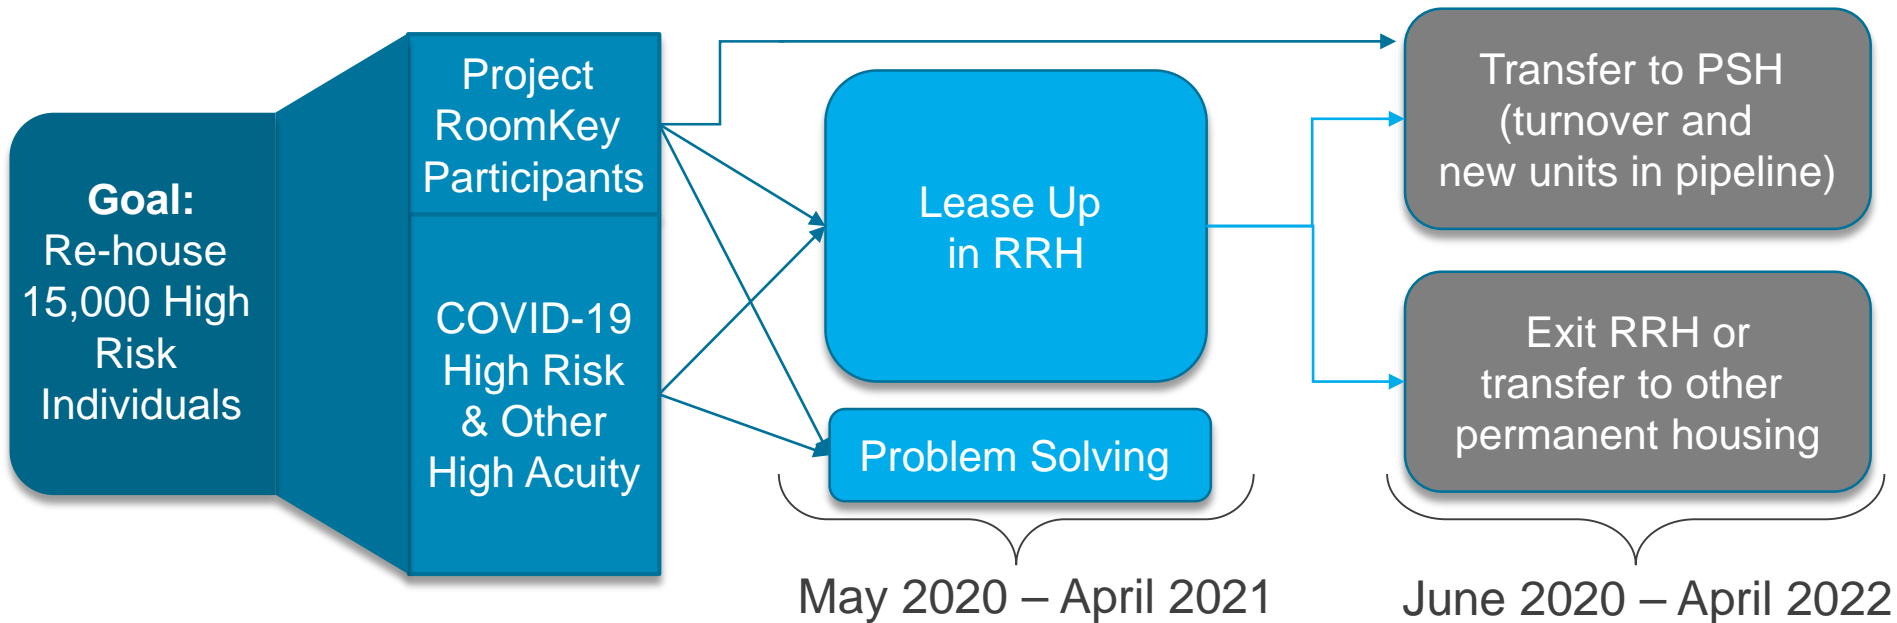 Goal:
Re-house
15,000 High
Risk
Individuals
Project
RoomKey
Participants
COVID-19
High Risk
& Other
High Acuity
Lease Up
in RRH
Problem Solving
May 2020 – April 2021
Transfer to PSH
(turnover and
new units in pipeline)
Exit RRH or
transfer to other
permanent housing
June 2020 – April 2022